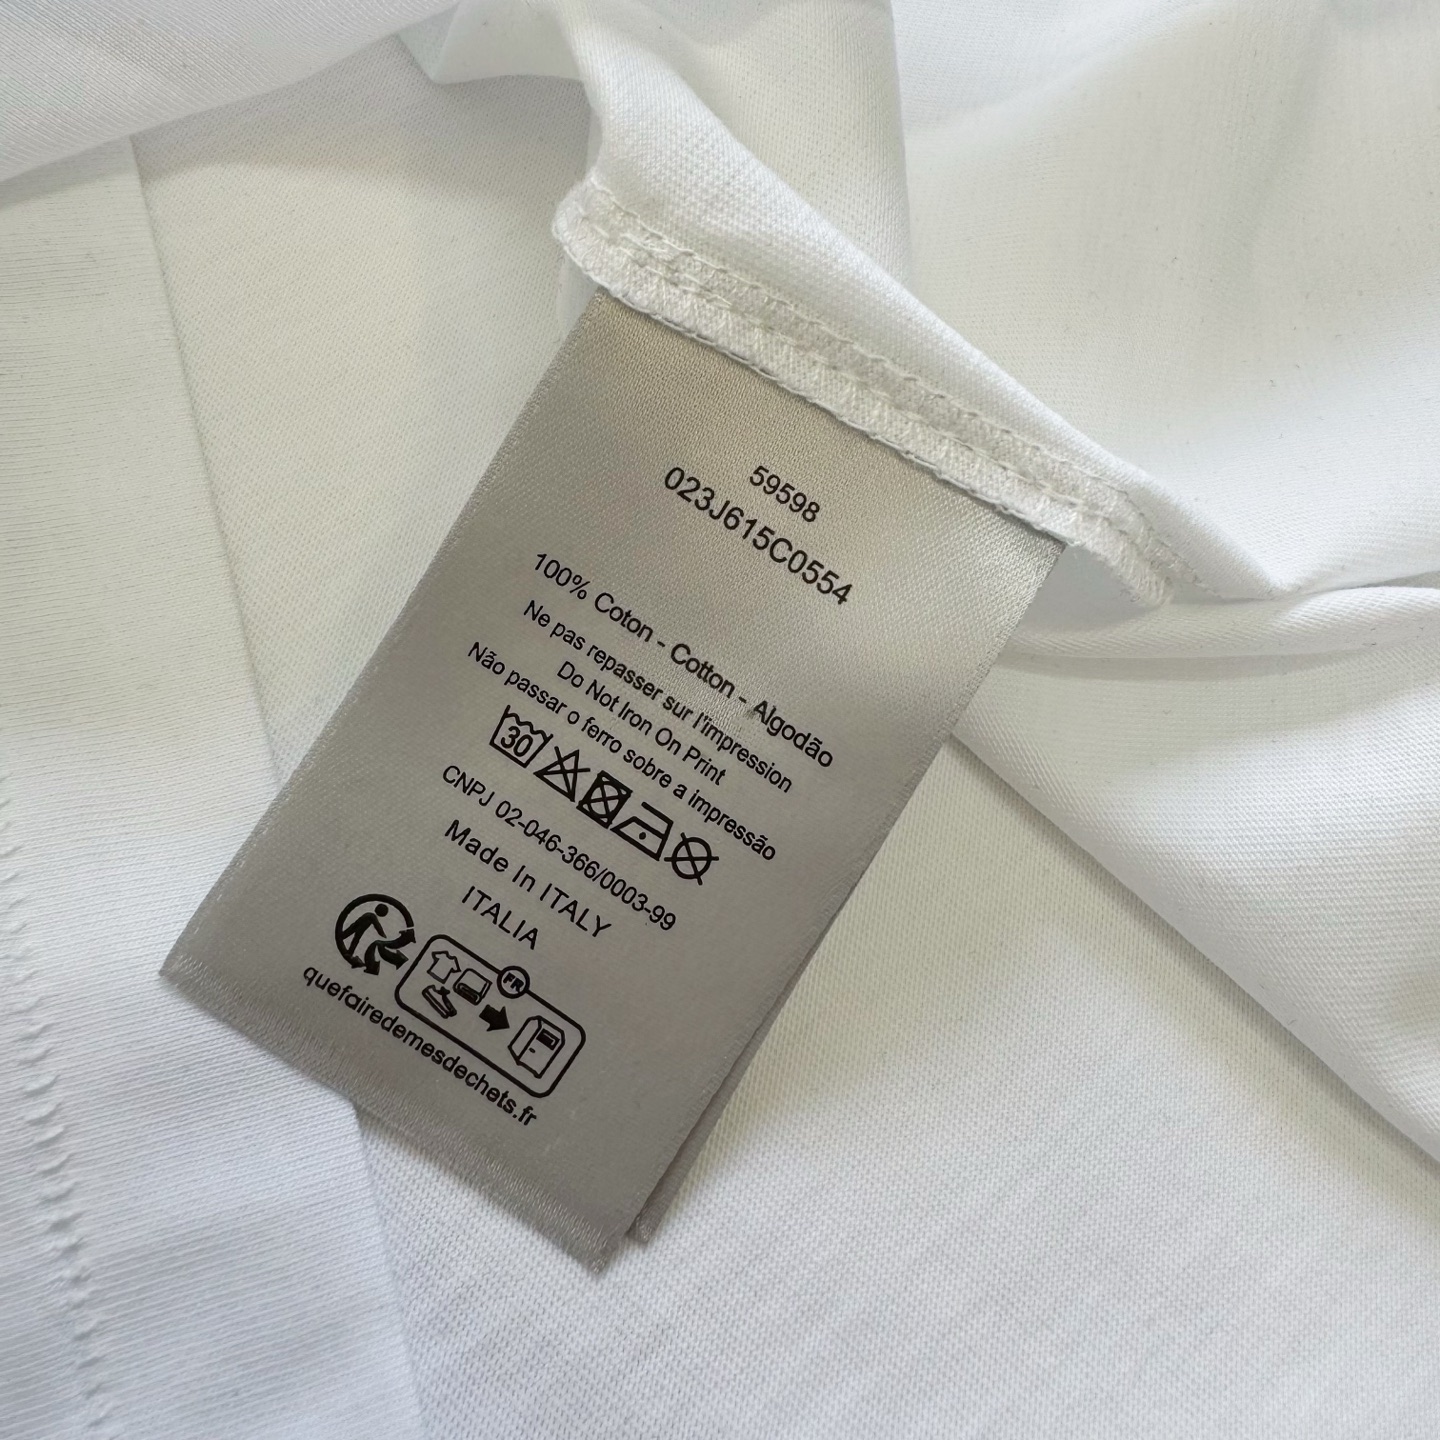 59598
023J615C0554
100% Coton - Cotton - Algodão
Ne pas repasser sur l'impression
Do Not Iron On Print
Não passar o ferro sobre a impressão
30
CNPJ 02-046-366/0003-99
Made In ITALY
ITALIA
FR
quefairedemesdechets.fr